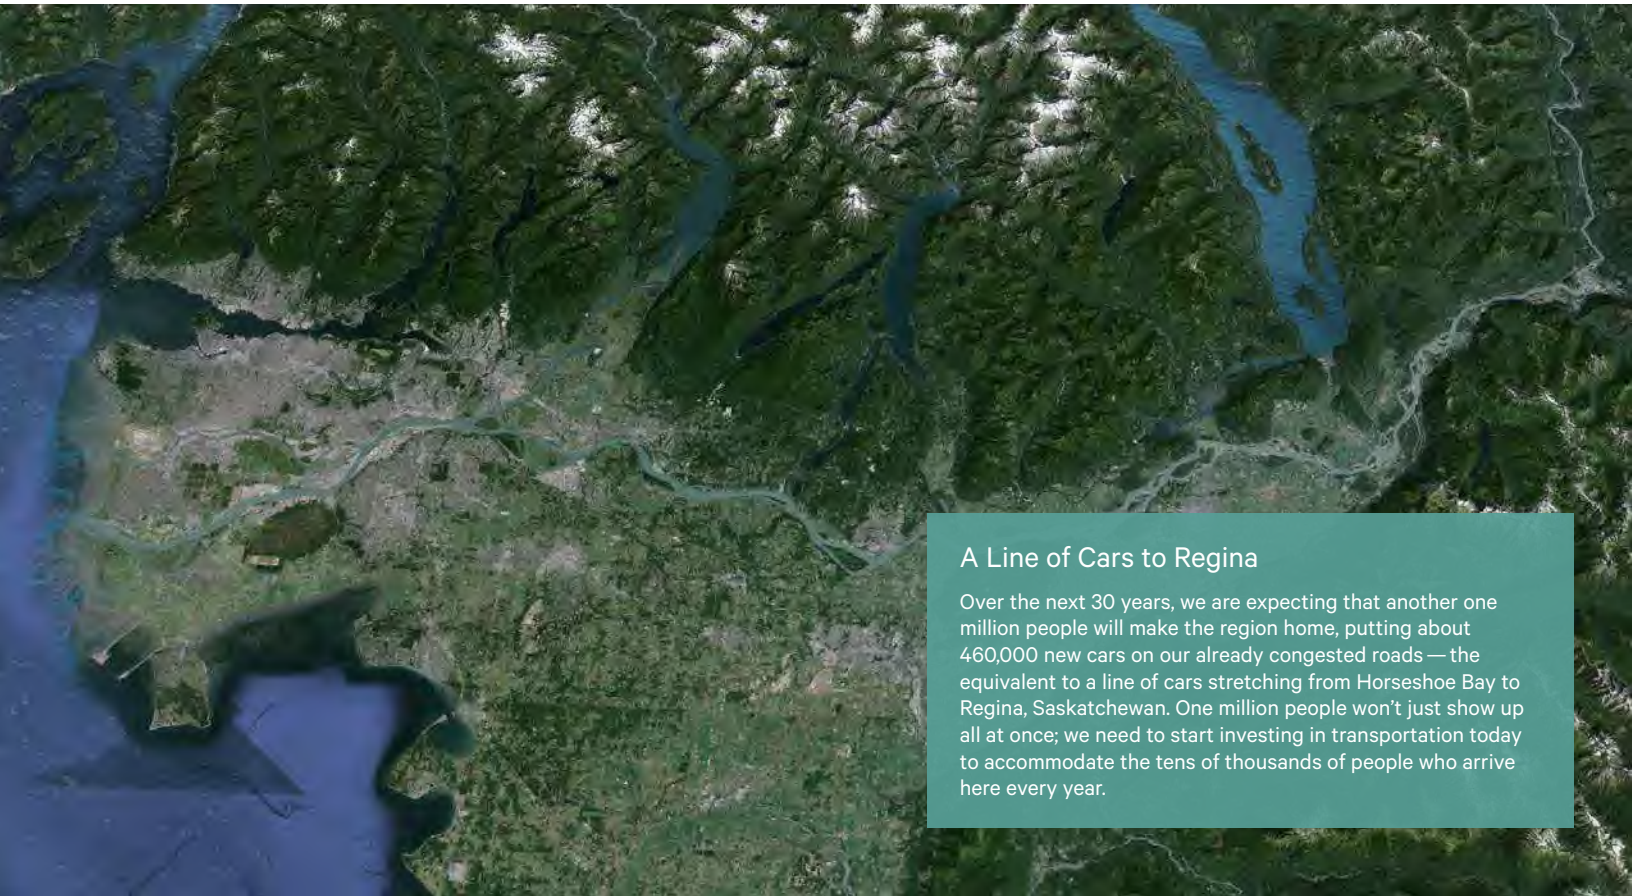 A Line of Cars to Regina
Over the next 30 years, we are expecting that another one
million people will make the region home, putting about
460,000 new cars on our already congested roads — the
equivalent to a line of cars stretching from Horseshoe Bay to
Regina, Saskatchewan. One million people won’t just show up
all at once; we need to start investing in transportation today
to accommodate the tens of thousands of people who arrive
here every year.